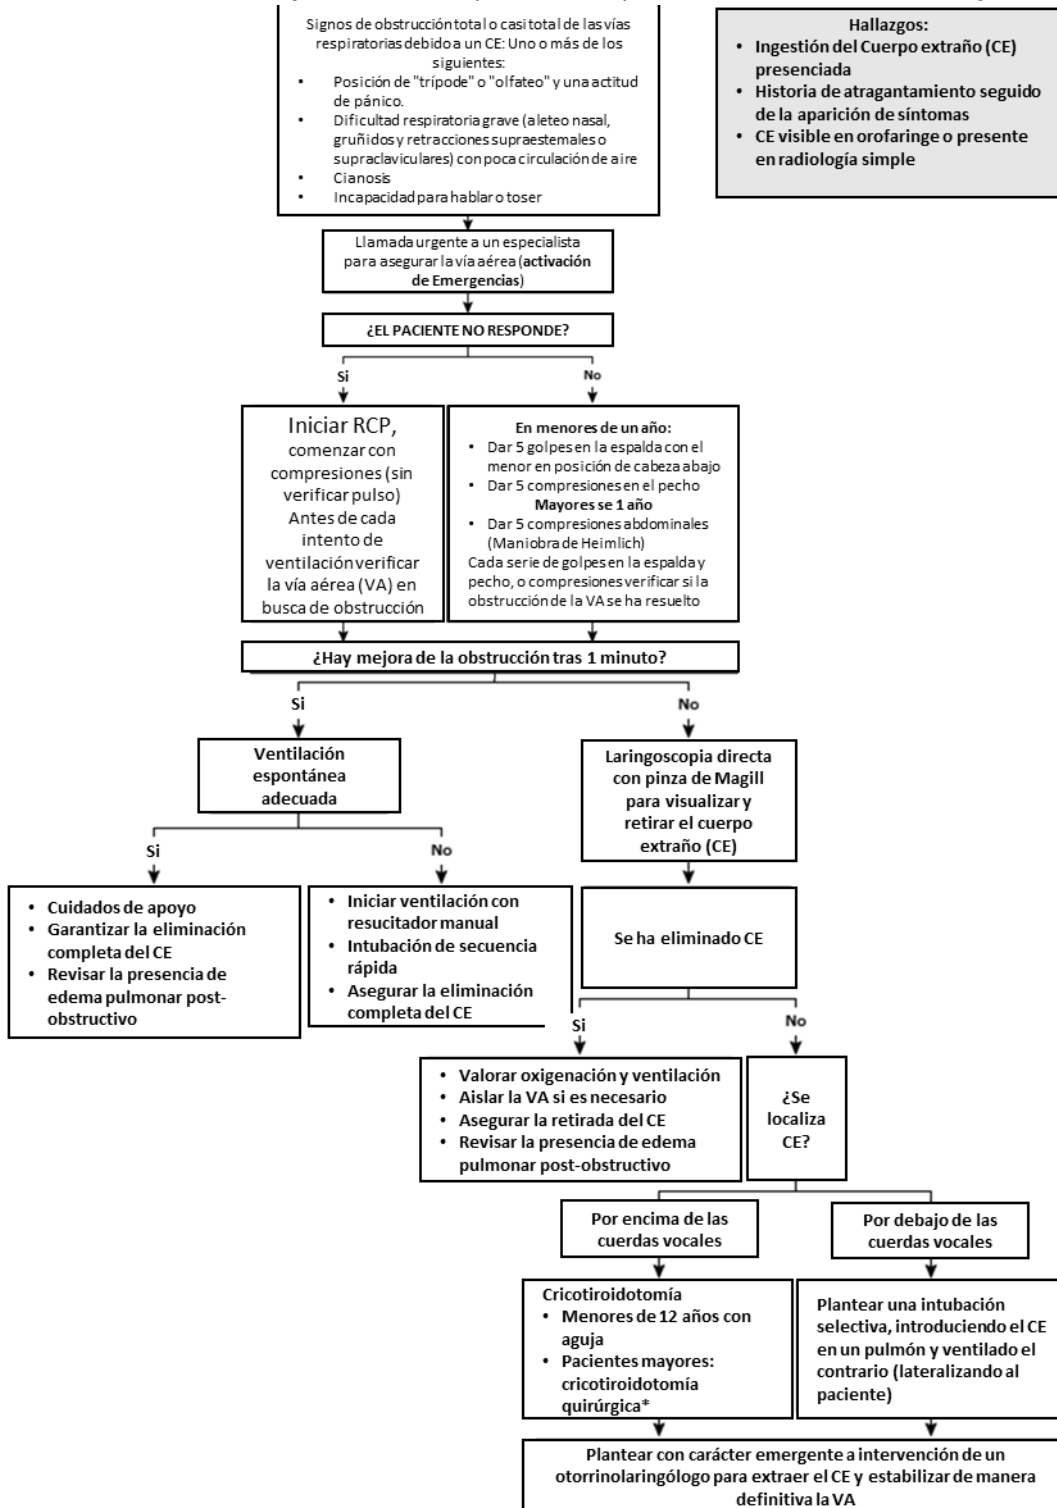 Signos de obstrucción total o casi total de las vías
respiratorias debido a un CE: Uno o más de los
siguientes:
• Posición de "trípode" o "olfateo" y una actitud
de pánico.
• Dificultad respiratoria grave (aleteo nasal,
gruñidos y retracciones supraesternales o
supraclaviculares) con poca circulación de aire
• Cianosis
• Incapacidad para hablar o toser
Hallazgos:
• Ingestión del Cuerpo extraño (CE)
presenciada
• Historia de atragantamiento seguido
de la aparición de síntomas
• CE visible en orofaringe o presente
en radiología simple
Llamada urgente a un especialista
para asegurar la vía aérea (activación
de Emergencias)
¿EL PACIENTE NO RESPONDE?
Si
No
Iniciar RCP,
comenzar con
compresiones (sin
verificar pulso)
Antes de cada
intento de
ventilación verificar
la vía aérea (VA) en
busca de obstrucción
En menores de un año:
• Dar 5 golpes en la espalda con el
menor en posición de cabeza abajo
• Dar 5 compresiones en el pecho
Mayores se 1 año
• Dar 5 compresiones abdominales
(Maniobra de Heimlich)
Cada serie de golpes en la espalda y
pecho, o compresiones verificar si la
obstrucción de la VA se ha resuelto
¿Hay mejora de la obstrucción tras 1 minuto?
Si
No
Ventilación
espontánea
adecuada
Laringoscopia directa
con pinza de Magill
para visualizar y
retirar el cuerpo
extraño (CE)
Si
No
• Cuidados de apoyo
• Garantizar la eliminación
completa del CE
• Revisar la presencia de
edema pulmonar post-
obstructivo
• Iniciar ventilación con
resucitador manual
• Intubación de secuencia
rápida
• Asegurar la eliminación
completa del CE
Se ha eliminado CE
Si
No
• Valorar oxigenación y ventilación
• Aislar la VA si es necesario
• Asegurar la retirada del CE
• Revisar la presencia de edema
pulmonar post-obstructivo
¿Se
localiza
CE?
Por encima de las
cuerdas vocales
Por debajo de las
cuerdas vocales
Cricotiroidotomía
• Menores de 12 años con
aguja
• Pacientes mayores:
cricotiroidotomía
quirúrgica*
Plantear una intubación
selectiva, introduciendo el CE
en un pulmón y ventilado el
contrario (lateralizando al
paciente)
Plantear con carácter emergente a intervención de un
otorrinolaringólogo para extraer el CE y estabilizar de manera
definitiva la VA